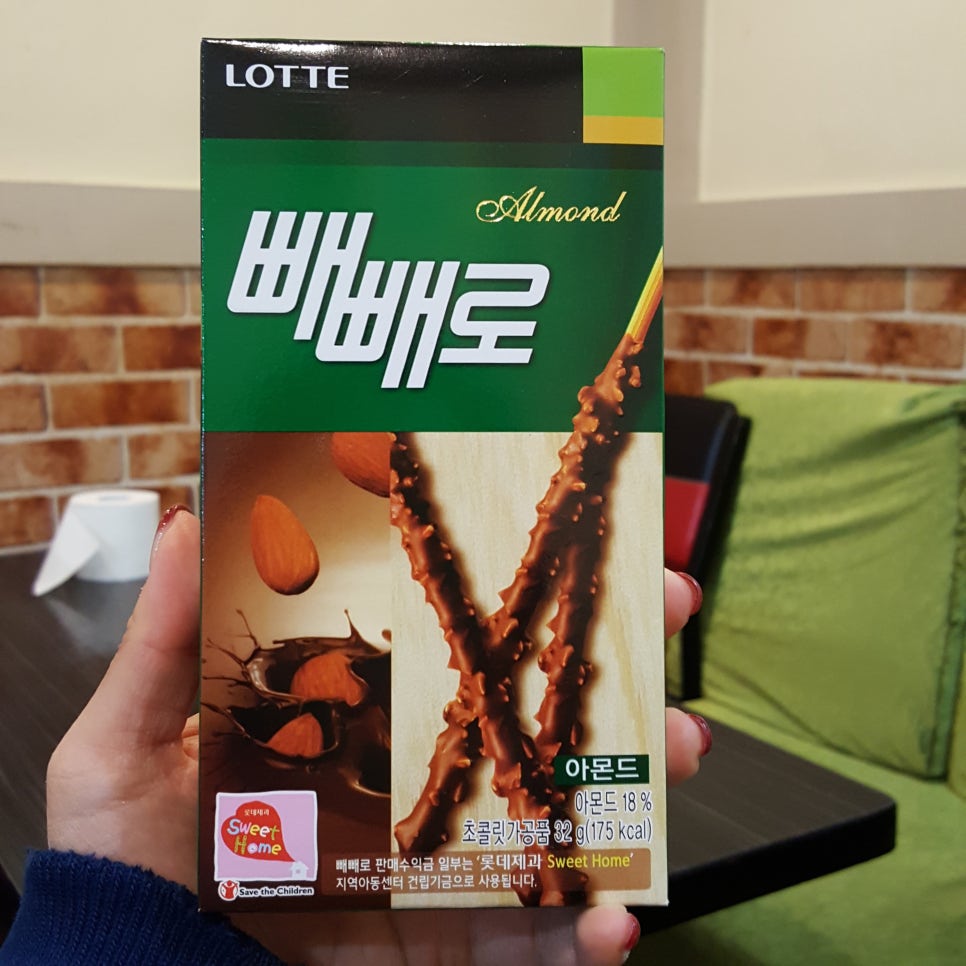 LOTTE
Almond
빼빼로
아몬드
아몬드 18 %
초콜릿가공품 32 g(175 kcal)
롯데제과
Sweet
Home
Save the Children
빼빼로 판매수익금 일부는 '롯데제과 Sweet Home'
지역아동센터 건립기금으로 사용됩니다.